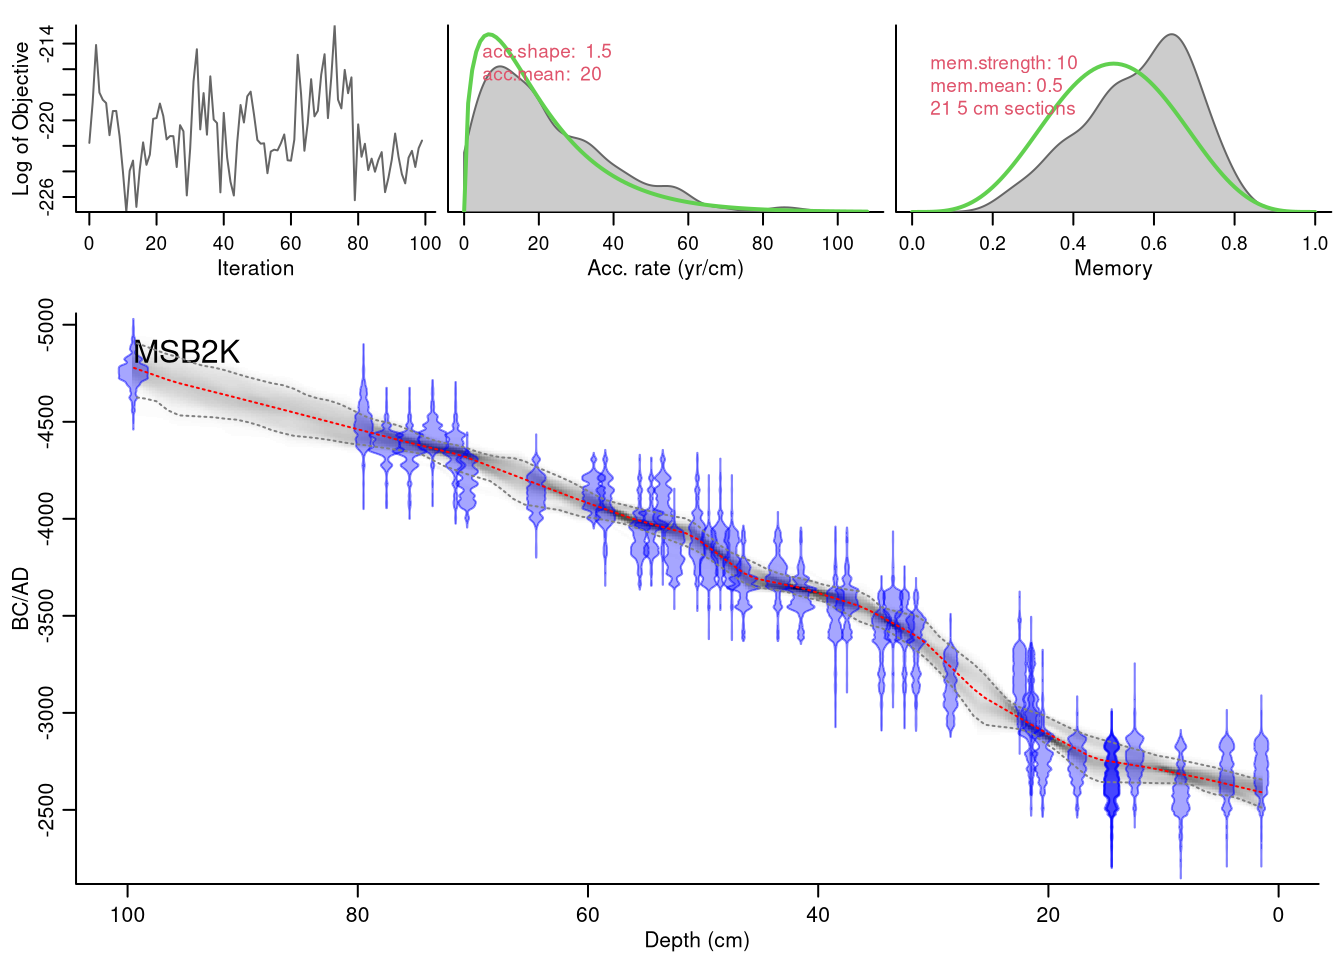 Log of Objective
-214
-220
-226
0 20 40 60 80 100
Iteration
acc.shape: 1.5
acc.mean: 20
0 20 40 60 80 100
Acc. rate (yr/cm)
mem.strength: 10
mem.mean: 0.5
21 5 cm sections
0.0 0.2 0.4 0.6 0.8 1.0
Memory
MSB2K
BC/AD
-5000
-4500
-4000
-3500
-3000
-2500
100 80 60 40 20 0
Depth (cm)